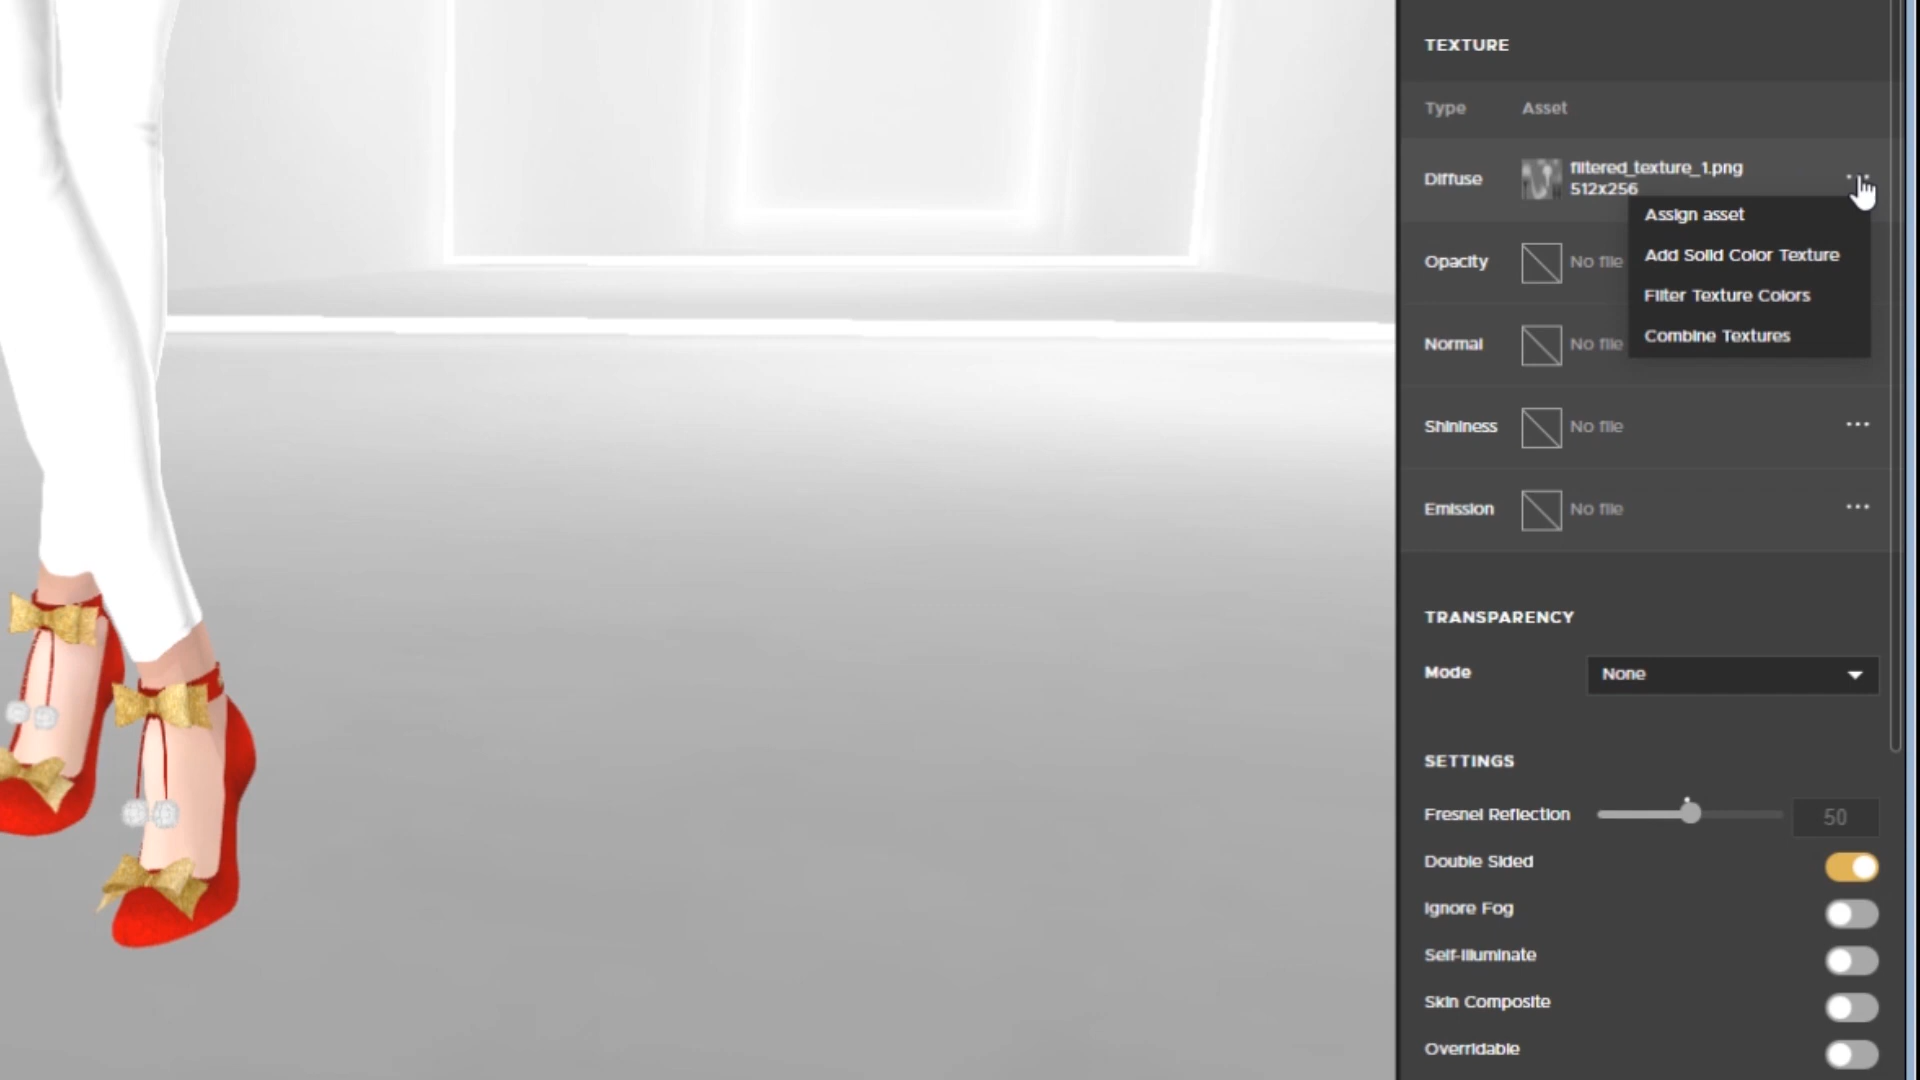 TEXTURE
Type Asset
Diffuse filtered_texture_1.png
512x256
Assign asset
Add Solid Color Texture
Opacity No file
Filter Texture Colors
Combine Textures
Normal No file
Shininess No file
Emission No file
TRANSPARENCY
Mode None
SETTINGS
Fresnel Reflection 50
Double Sided
Ignore Fog
Self-Illuminate
Skin Composite
Overridable